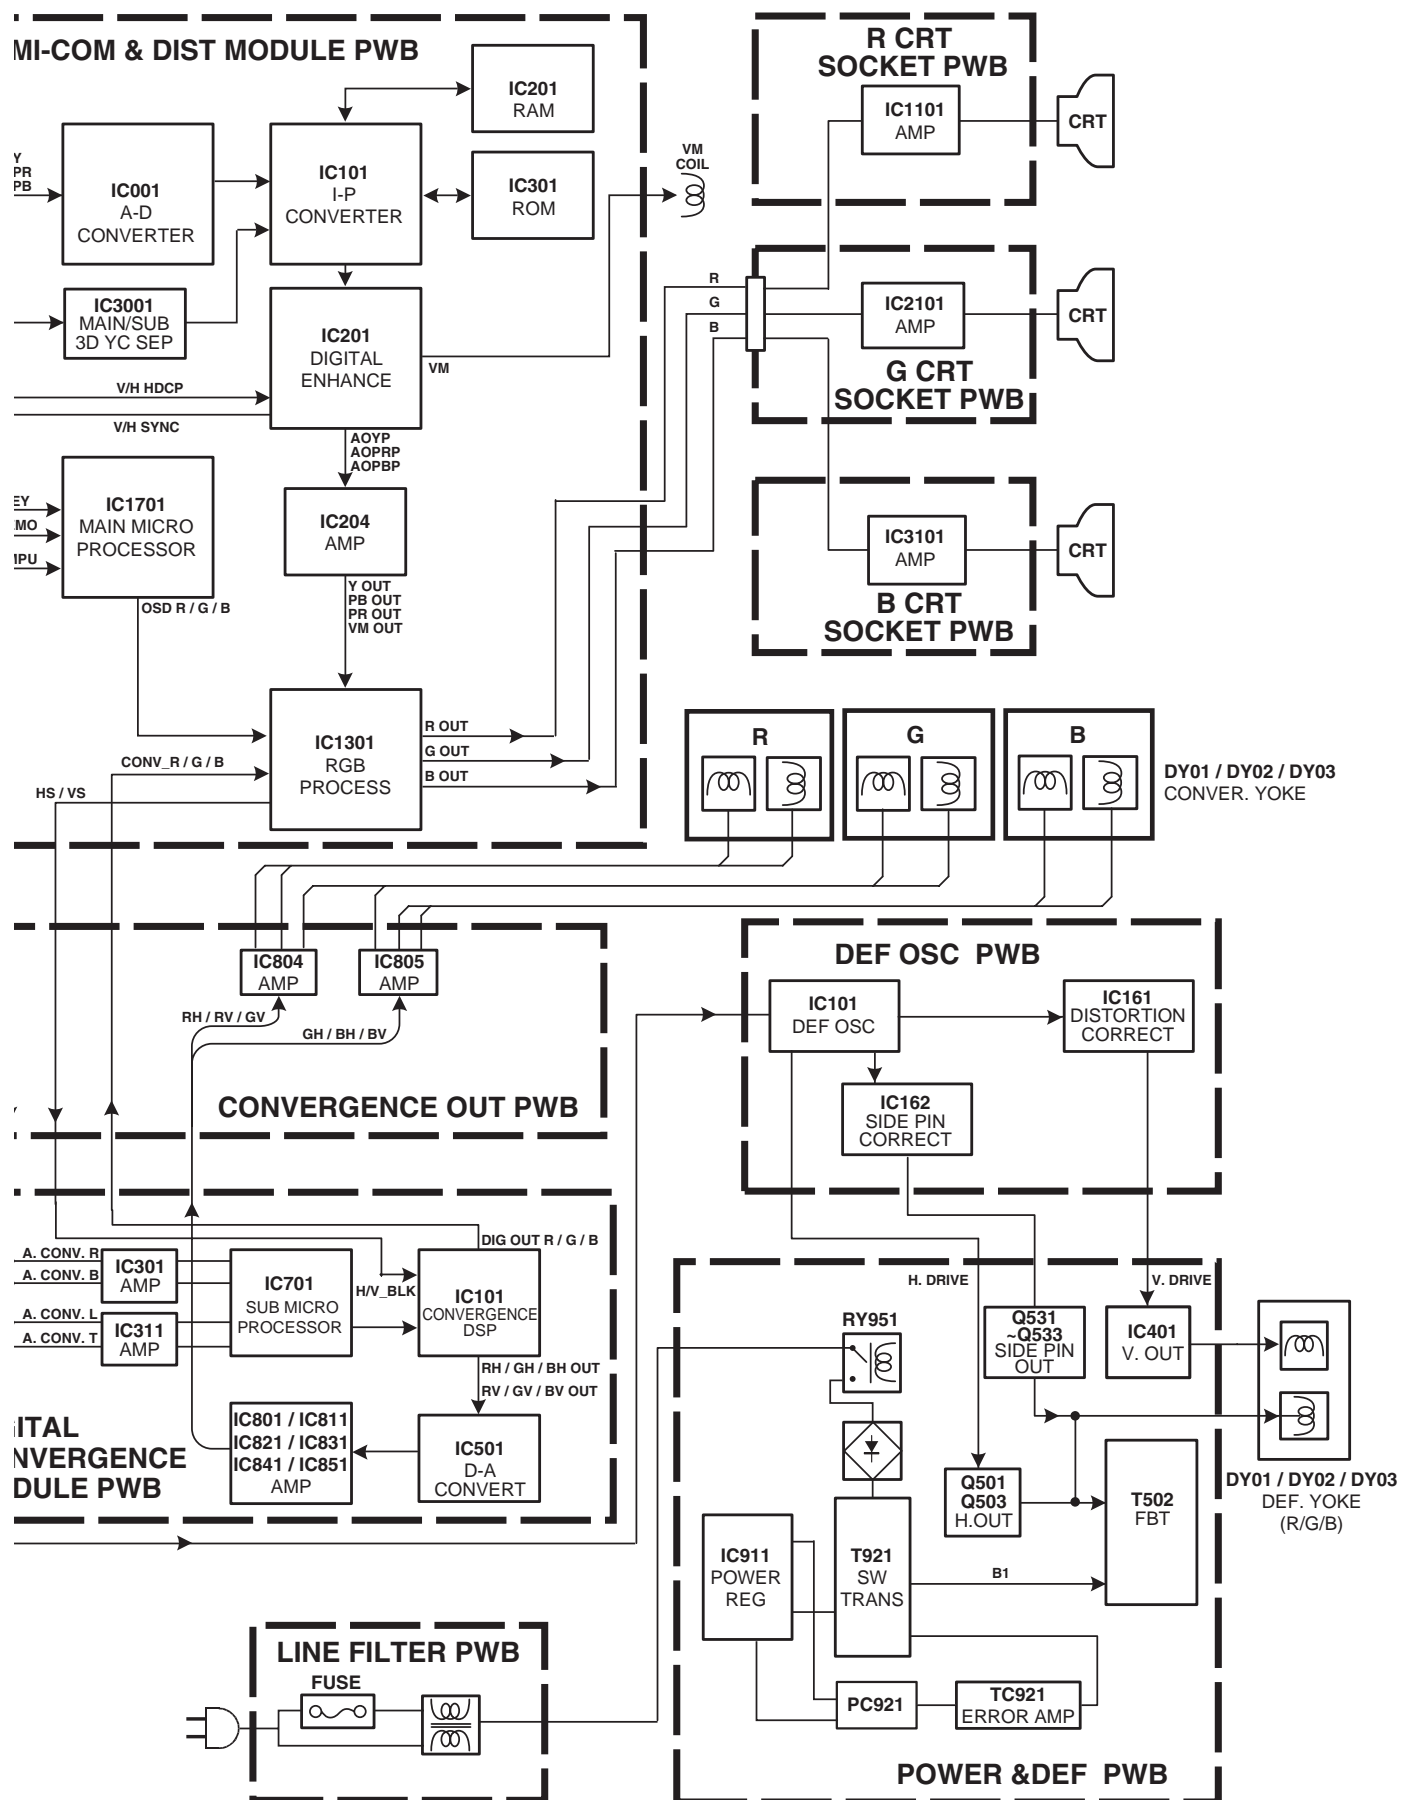 MI-COM & DIST MODULE PWB
IC201
RAM
IC101
I-P
CONVERTER
IC301
ROM
Y
PR
PB
IC001
A-D
CONVERTER
IC3001
MAIN/SUB
3D YC SEP
IC201
DIGITAL
ENHANCE
VM
V/H HDCP
V/H SYNC
AOYP
AOPRP
AOPBP
EY
MO
MPU
IC1701
MAIN MICRO
PROCESSOR
OSD R / G / B
IC204
AMP
Y OUT
PB OUT
PR OUT
VM OUT
IC1301
RGB
PROCESS
R OUT
G OUT
B OUT
CONV_R / G / B
HS / VS
VM
COIL
R
G
B
R CRT
SOCKET PWB
IC1101
AMP
CRT
IC2101
AMP
CRT
G CRT
SOCKET PWB
IC3101
AMP
CRT
B CRT
SOCKET PWB
R
G
B
DY01 / DY02 / DY03
CONVER. YOKE
IC804
AMP
IC805
AMP
RH / RV / GV
GH / BH / BV
CONVERGENCE OUT PWB
DEF OSC PWB
IC101
DEF OSC
IC161
DISTORTION
CORRECT
IC162
SIDE PIN
CORRECT
A. CONV. R
A. CONV. B
A. CONV. L
A. CONV. T
IC301
AMP
IC311
AMP
IC701
SUB MICRO
PROCESSOR
H/V_BLK
DIG OUT R / G / B
IC101
CONVERGENCE
DSP
RH / GH / BH OUT
RV / GV / BV OUT
IC801 / IC811
IC821 / IC831
IC841 / IC851
AMP
IC501
D-A
CONVERT
ITAL
NVERGENCE
DULE PWB
H. DRIVE
V. DRIVE
RY951
Q531
~Q533
SIDE PIN
OUT
IC401
V. OUT
Q501
Q503
H.OUT
T502
FBT
DY01 / DY02 / DY03
DEF. YOKE
(R/G/B)
IC911
POWER
REG
T921
SW
TRANS
B1
PC921
TC921
ERROR AMP
POWER &DEF PWB
LINE FILTER PWB
FUSE